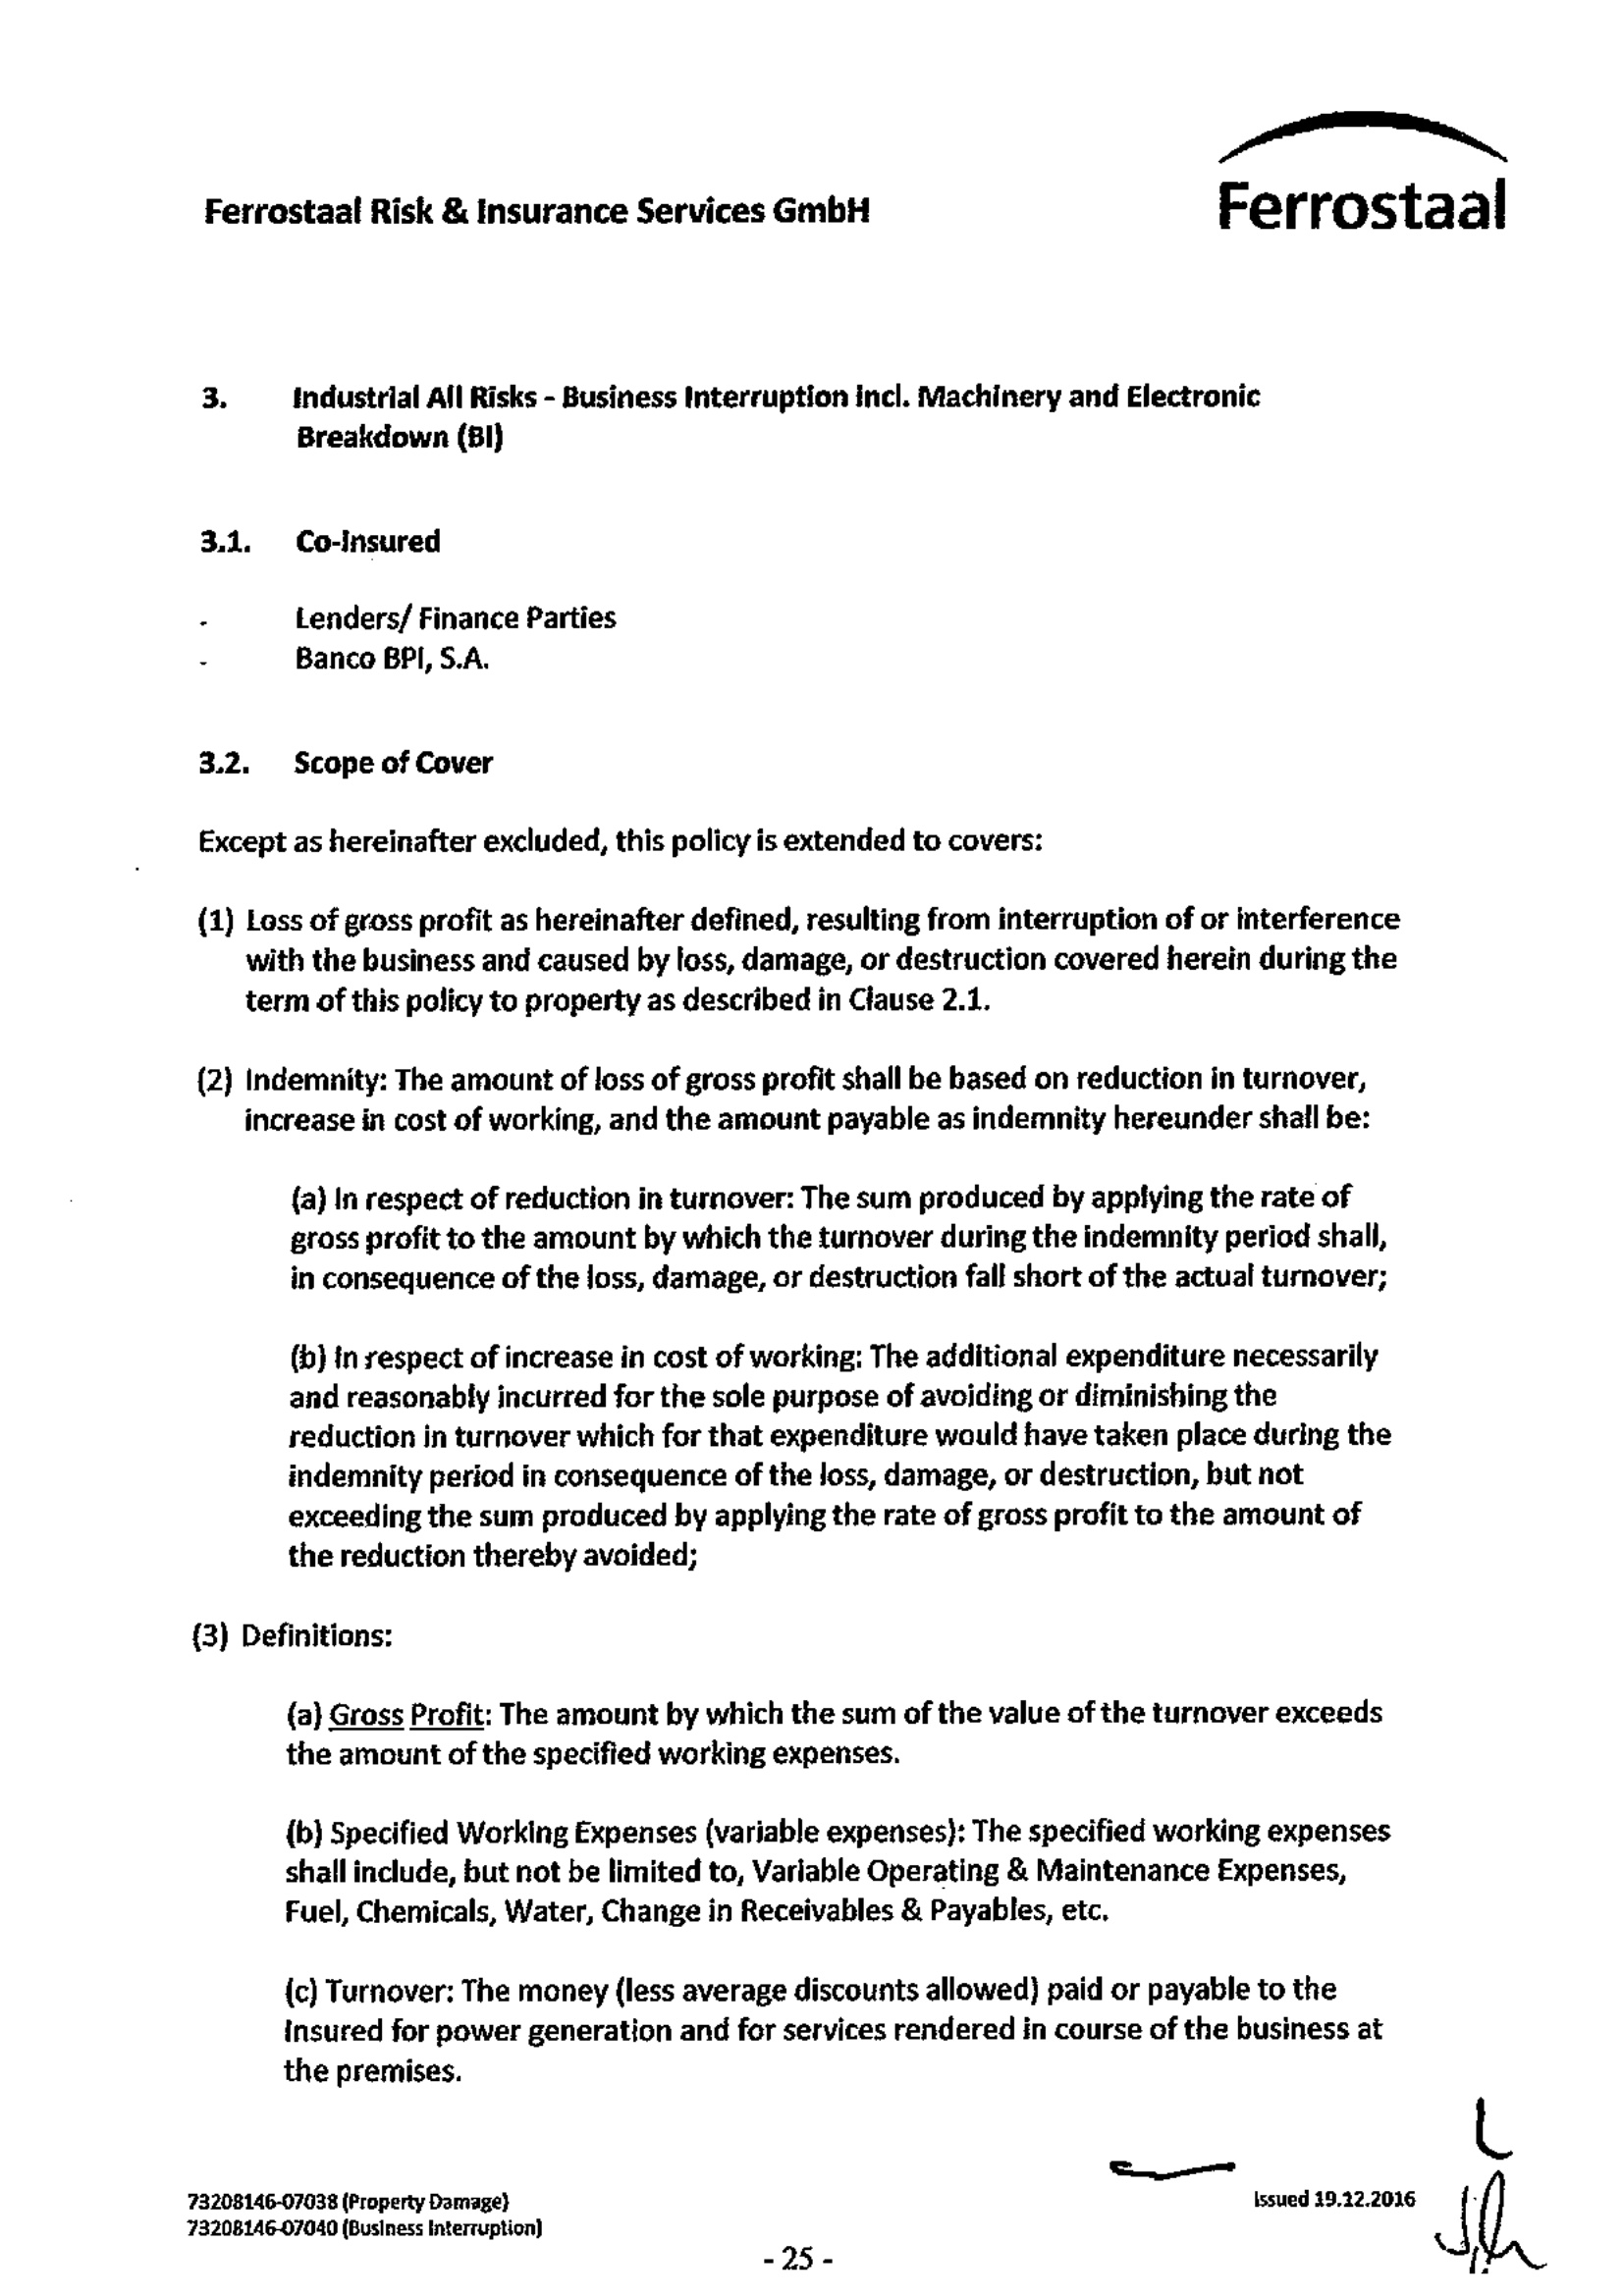 Ferrostaal Risk & Insurance Services GmbH
Ferrostaal
3. Industrial All Risks - Business Interruption incl. Machinery and Electronic
Breakdown (BI)
3.1. Co-Insured
- Lenders/ Finance Parties
- Banco BPI, S.A.
3.2. Scope of Cover
Except as hereinafter excluded, this policy is extended to covers:
(1) Loss of gross profit as hereinafter defined, resulting from interruption of or interference
with the business and caused by loss, damage, or destruction covered herein during the
term of this policy to property as described in Clause 2.1.
(2) Indemnity: The amount of loss of gross profit shall be based on reduction in turnover,
increase in cost of working, and the amount payable as indemnity hereunder shall be:
(a) In respect of reduction in turnover: The sum produced by applying the rate of
gross profit to the amount by which the turnover during the indemnity period shall,
in consequence of the loss, damage, or destruction fall short of the actual turnover;
(b) In respect of increase in cost of working: The additional expenditure necessarily
and reasonably incurred for the sole purpose of avoiding or diminishing the
reduction in turnover which for that expenditure would have taken place during the
indemnity period in consequence of the loss, damage, or destruction, but not
exceeding the sum produced by applying the rate of gross profit to the amount of
the reduction thereby avoided;
(3) Definitions:
(a) Gross Profit: The amount by which the sum of the value of the turnover exceeds
the amount of the specified working expenses.
(b) Specified Working Expenses (variable expenses): The specified working expenses
shall include, but not be limited to, Variable Operating & Maintenance Expenses,
Fuel, Chemicals, Water, Change in Receivables & Payables, etc.
(c) Turnover: The money (less average discounts allowed) paid or payable to the
Insured for power generation and for services rendered in course of the business at
the premises.
73208146-07038 (Property Damage)
73208146-07040 (Business Interruption)
Issued 19.12.2016
- 25 -